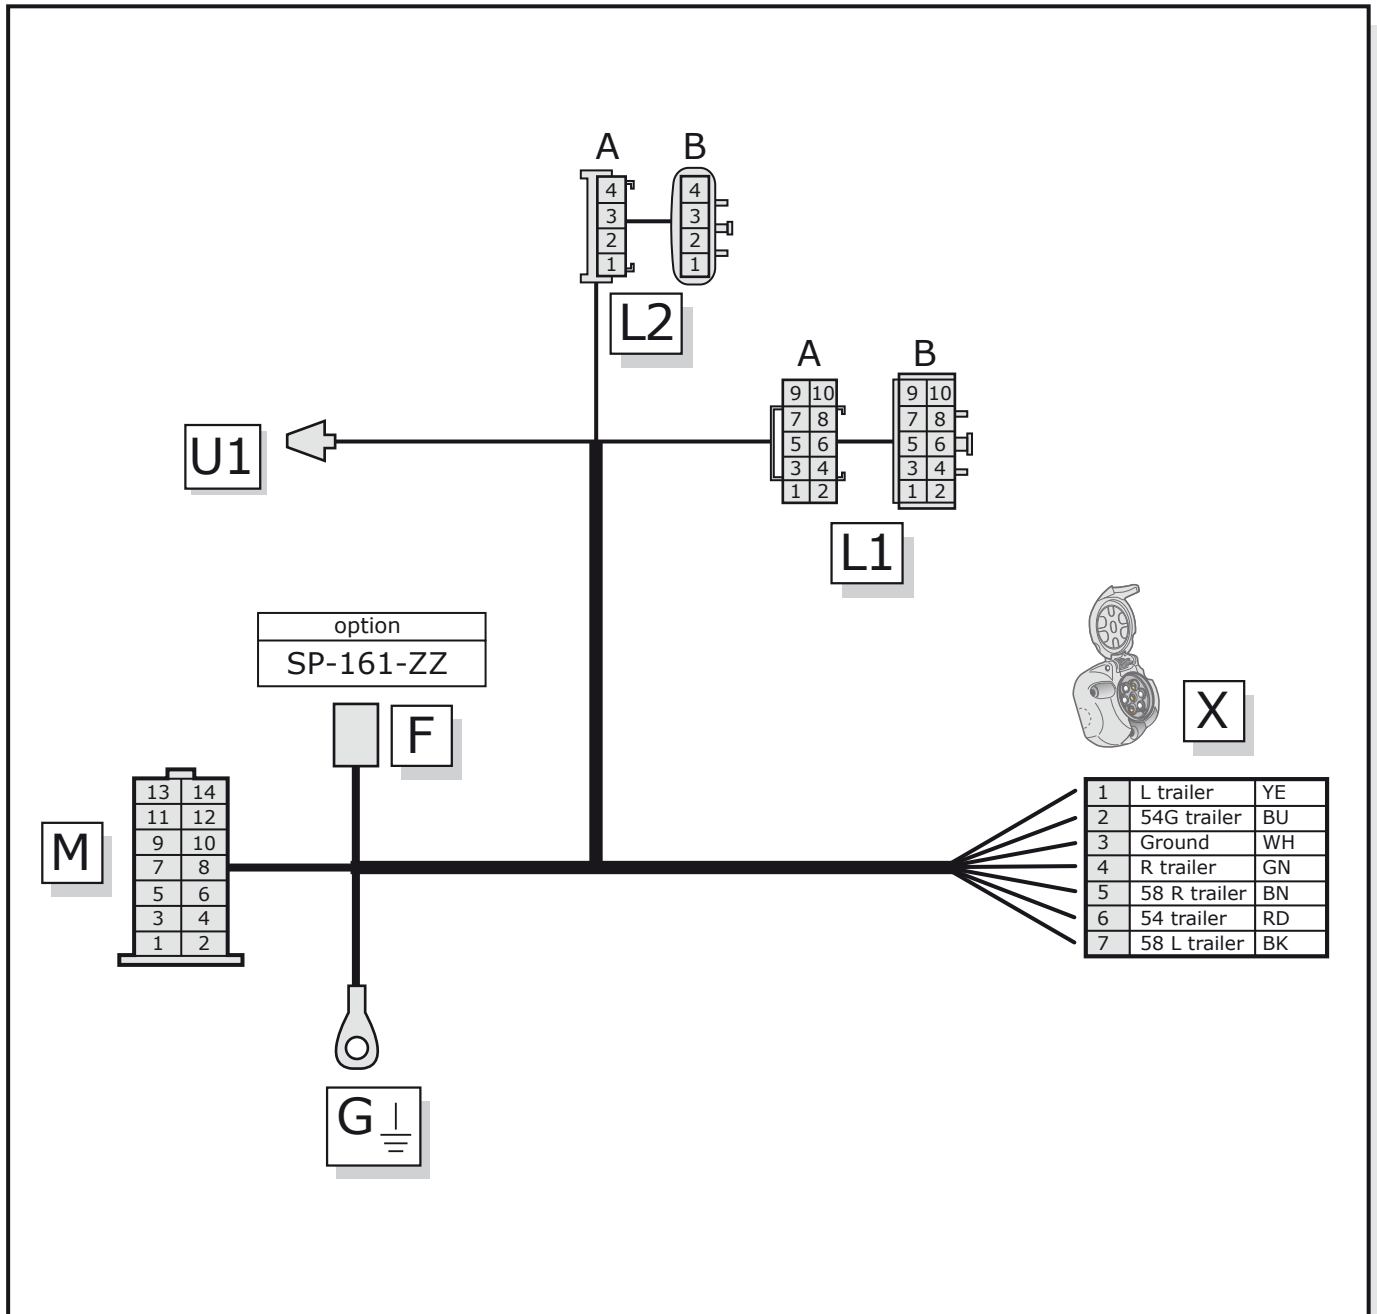 A B
4 4
3 3
2 2
1 1
L2
A B
9 10 9 10
7 8 7 8
5 6 5 6
3 4 3 4
1 2 1 2
L1
U1
option
SP-161-ZZ
F
X
M
13 14
11 12
9 10
7 8
5 6
3 4
1 2
1 L trailer YE
2 54G trailer BU
3 Ground WH
4 R trailer GN
5 58 R trailer BN
6 54 trailer RD
7 58 L trailer BK
G